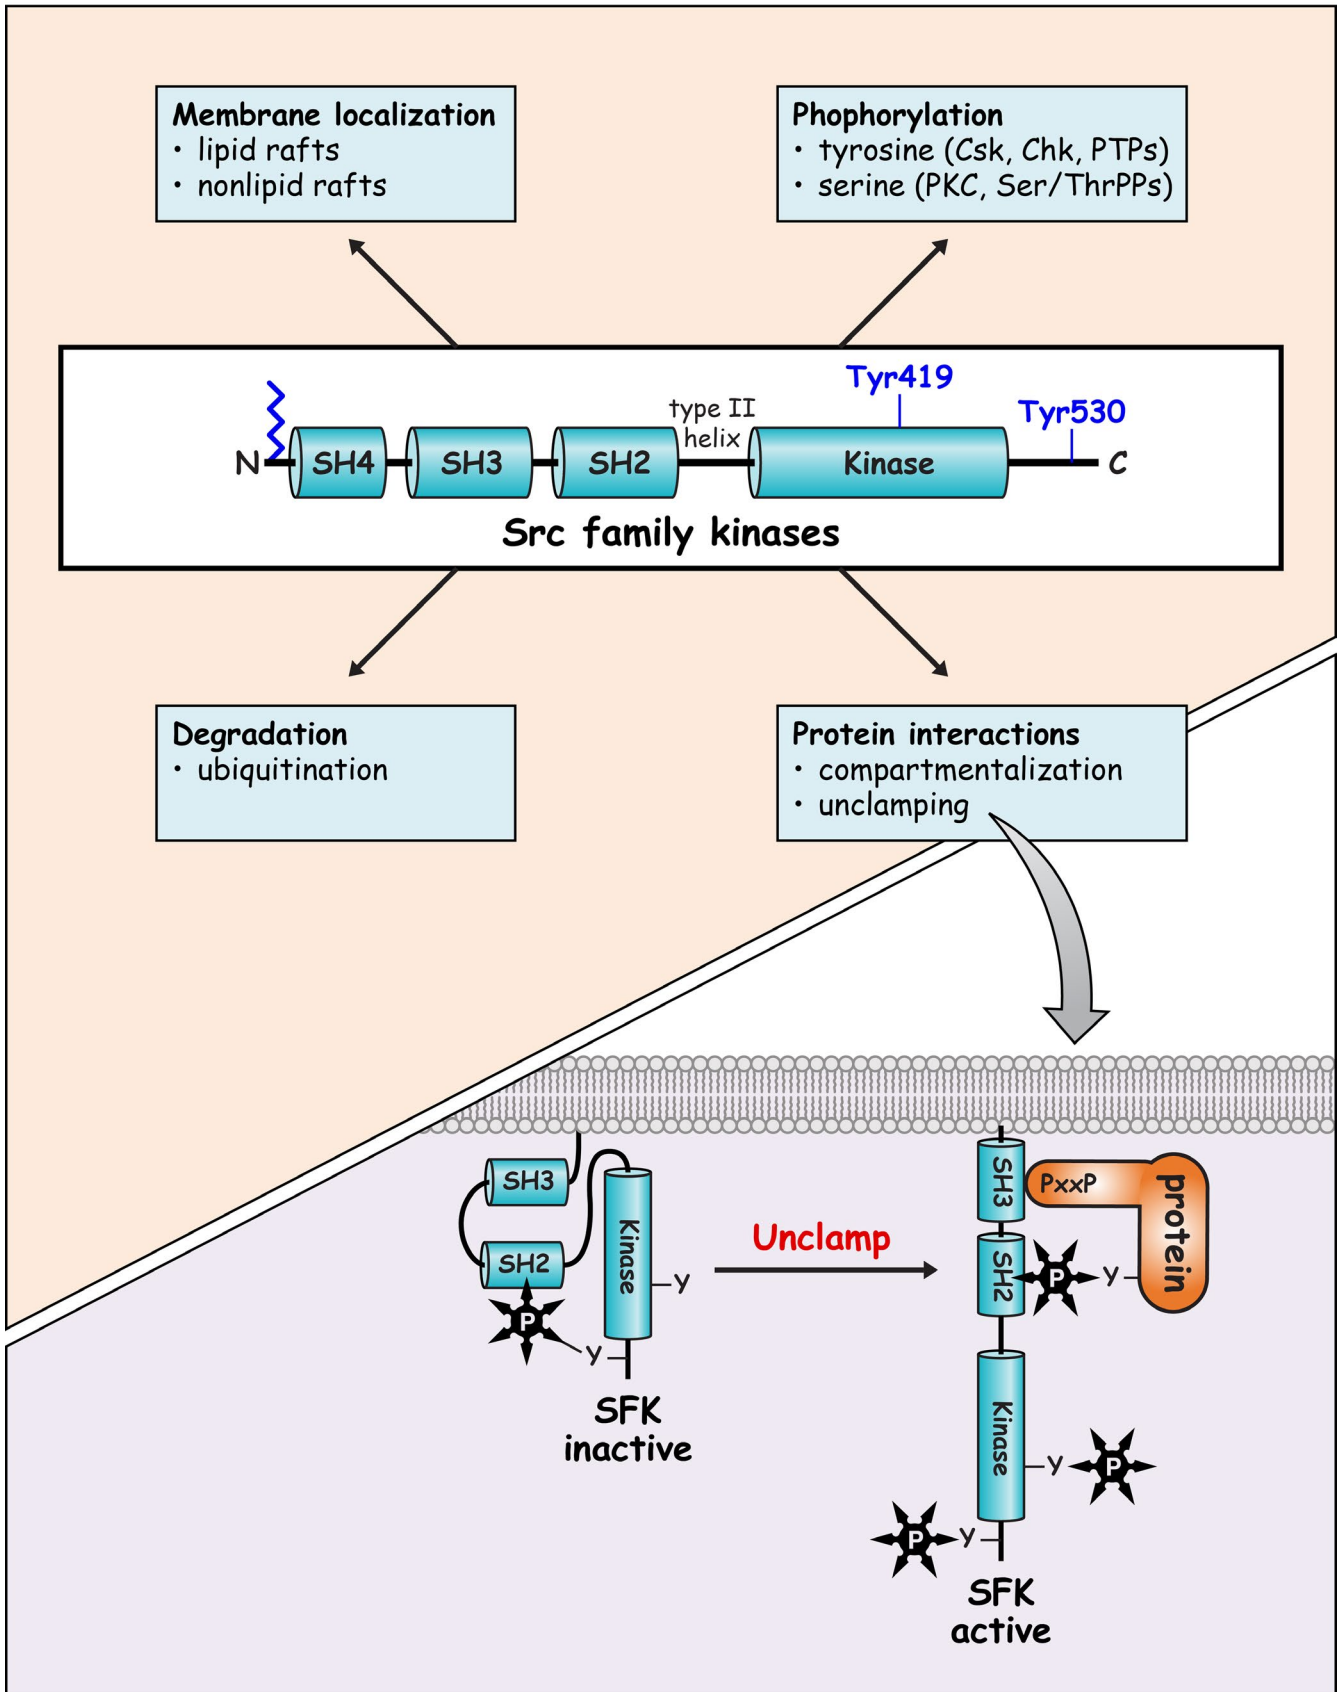 Membrane localization
• lipid rafts
• nonlipid rafts
Phophorylation
• tyrosine (Csk, Chk, PTPs)
• serine (PKC, Ser/ThrPPs)
Tyr419
Tyr530
type II
helix
N
SH4
SH3
SH2
Kinase
C
Src family kinases
Degradation
• ubiquitination
Protein interactions
• compartmentalization
• unclamping
SH3
SH2
Kinase
Y
P
Y
SFK
inactive
Unclamp
SH3
PxxP
protein
SH2
P
Y
Kinase
Y
P
P
Y
SFK
active